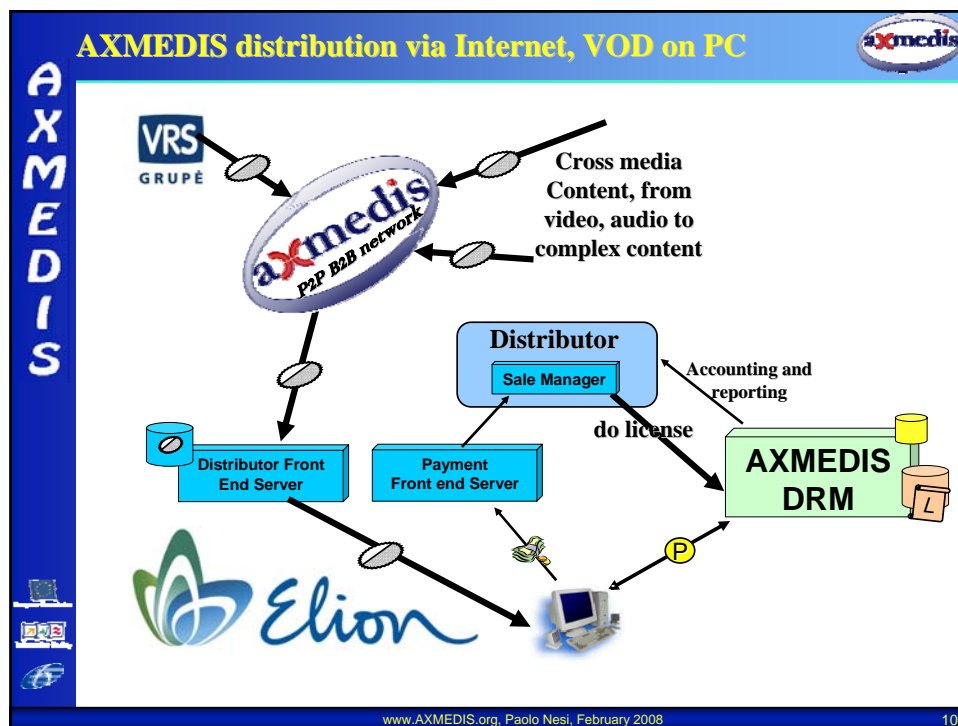 AXMEDIS distribution via Internet, VOD on PC
axmedis
AXMEDIS
VRS
GRUPĖ
Cross media
Content, from
video, audio to
complex content
axmedis
P2P B2B network
Distributor
Sale Manager
Accounting and
reporting
do license
Distributor Front
End Server
Payment
Front end Server
AXMEDIS
DRM
L
P
Elion
www.AXMEDIS.org, Paolo Nesi, February 2008
10